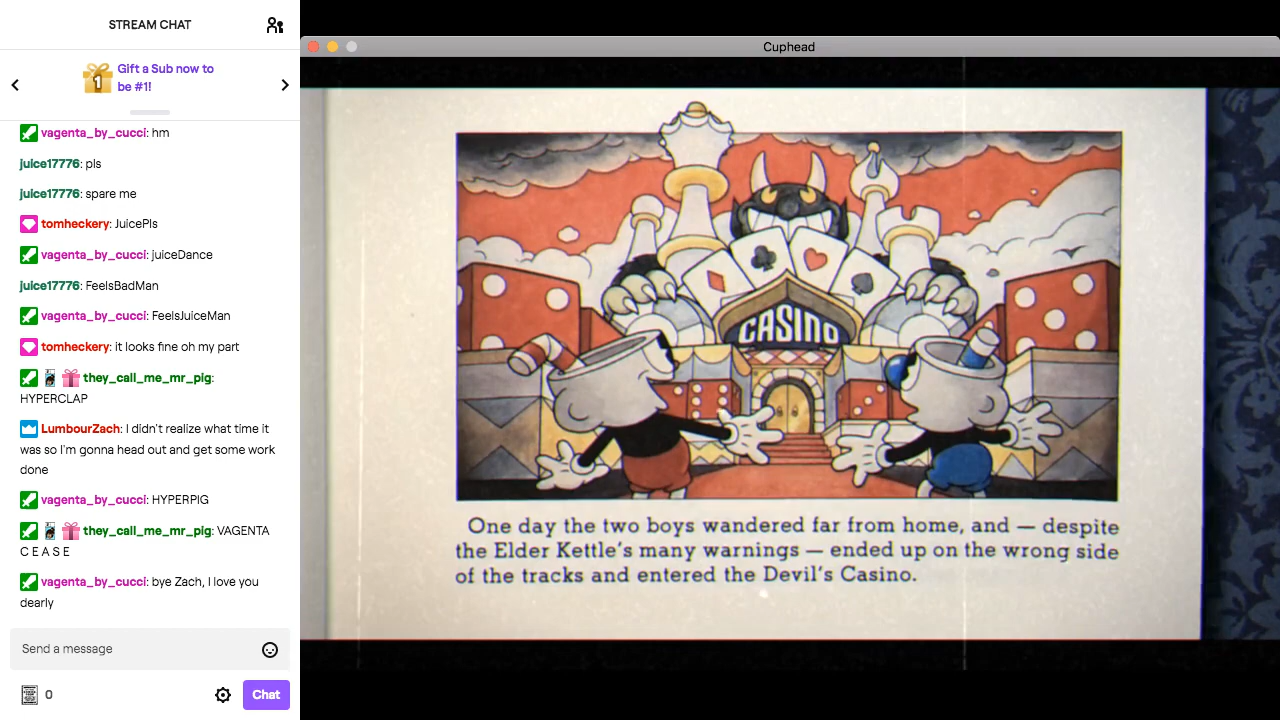 STREAM CHAT
1
Gift a Sub now to
be #1!
vagenta_by_cucci: hm
juice17776: pls
juice17776: spare me
tomheckery: JuicePls
vagenta_by_cucci: juiceDance
juice17776: FeelsBadMan
vagenta_by_cucci: FeelsJuiceMan
tomheckery: it looks fine oh my part
they_call_me_mr_pig:
HYPERCLAP
LumbourZach: I didn't realize what time it
was so I'm gonna head out and get some work
done
vagenta_by_cucci: HYPERPIG
they_call_me_mr_pig: VAGENTA
C E A S E
vagenta_by_cucci: bye Zach, I love you
dearly
Send a message
0
Chat
Cuphead
CASINO
One day the two boys wandered far from home, and — despite
the Elder Kettle's many warnings — ended up on the wrong side
of the tracks and entered the Devil's Casino.